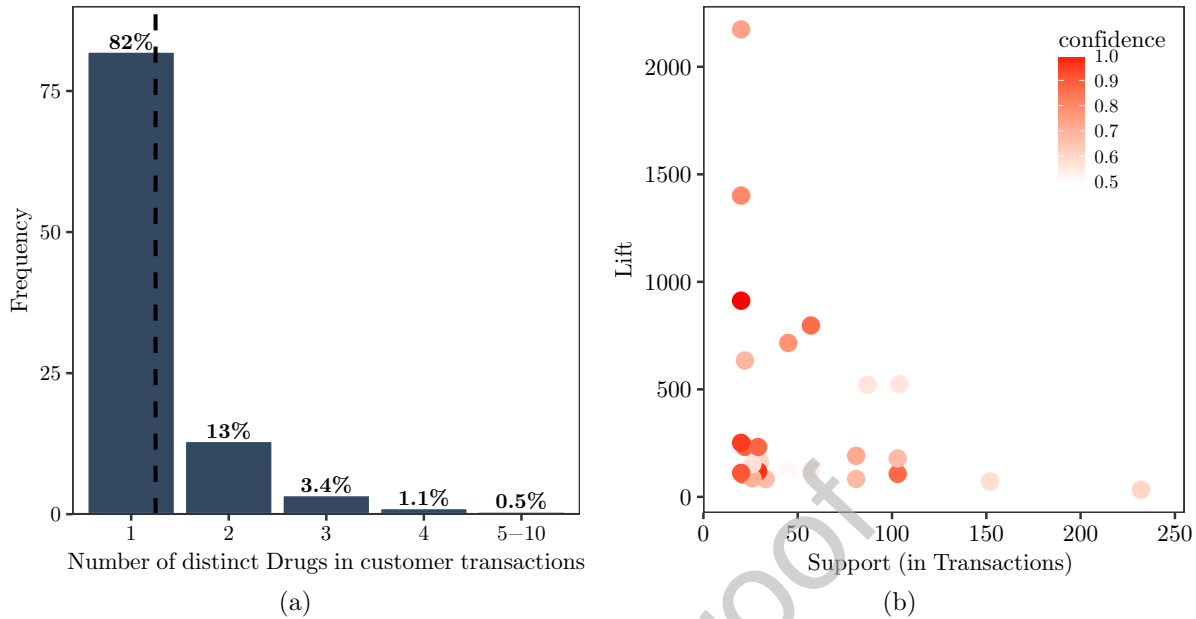 82%
75
50
25
0
Frequency
13%
3.4%
1.1%
0.5%
1 2 3 4 5−10
Number of distinct Drugs in customer transactions
(a)
confidence
1.0
0.9
0.8
0.7
0.6
0.5
2000
1500
1000
500
0
Lift
0 50 100 150 200 250
Support (in Transactions)
(b)
roof